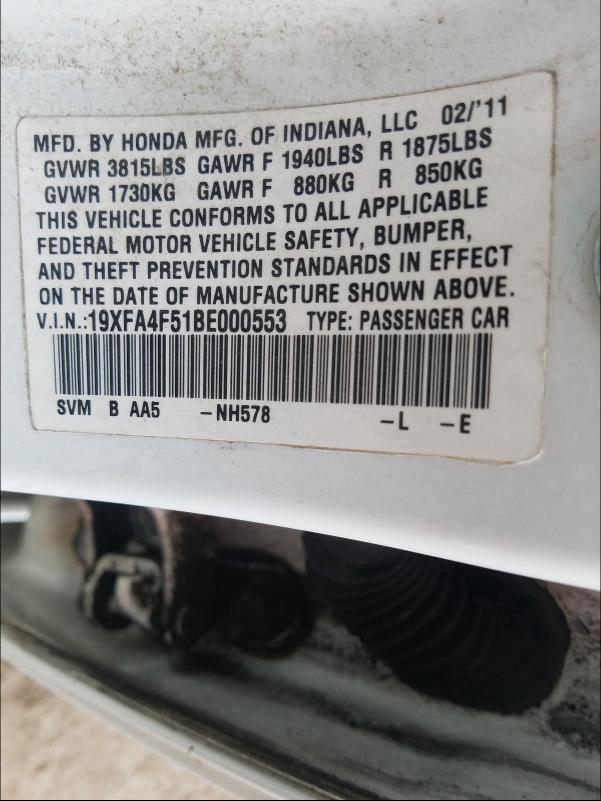 MFD. BY HONDA MFG. OF INDIANA, LLC 02/'11
GVWR 3815LBS GAWR F 1940LBS R 1875LBS
GVWR 1730KG GAWR F 880KG R 850KG
THIS VEHICLE CONFORMS TO ALL APPLICABLE
FEDERAL MOTOR VEHICLE SAFETY, BUMPER,
AND THEFT PREVENTION STANDARDS IN EFFECT
ON THE DATE OF MANUFACTURE SHOWN ABOVE.
V.I.N.:19XFA4F51BE000553 TYPE: PASSENGER CAR
SVM B AA5 -NH578 -L -E